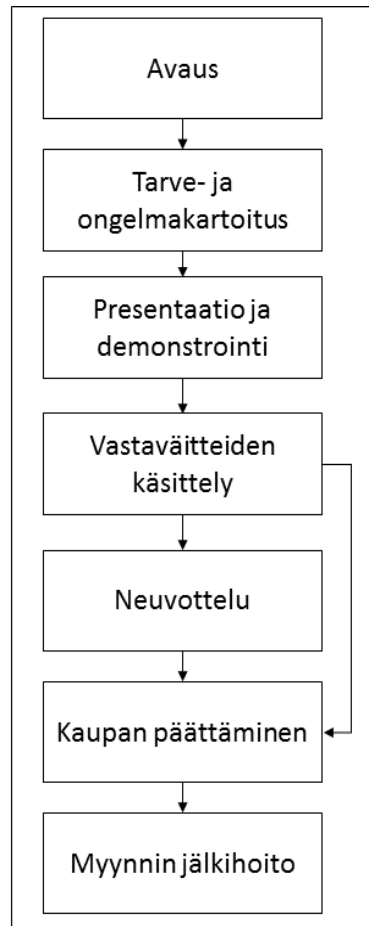 Avaus
Tarve- ja
ongelmakartoitus
Presentaatio ja
demonstrointi
Vastaväitteiden
käsittely
Neuvottelu
Kaupan päättäminen
Myynnin jälkihoito